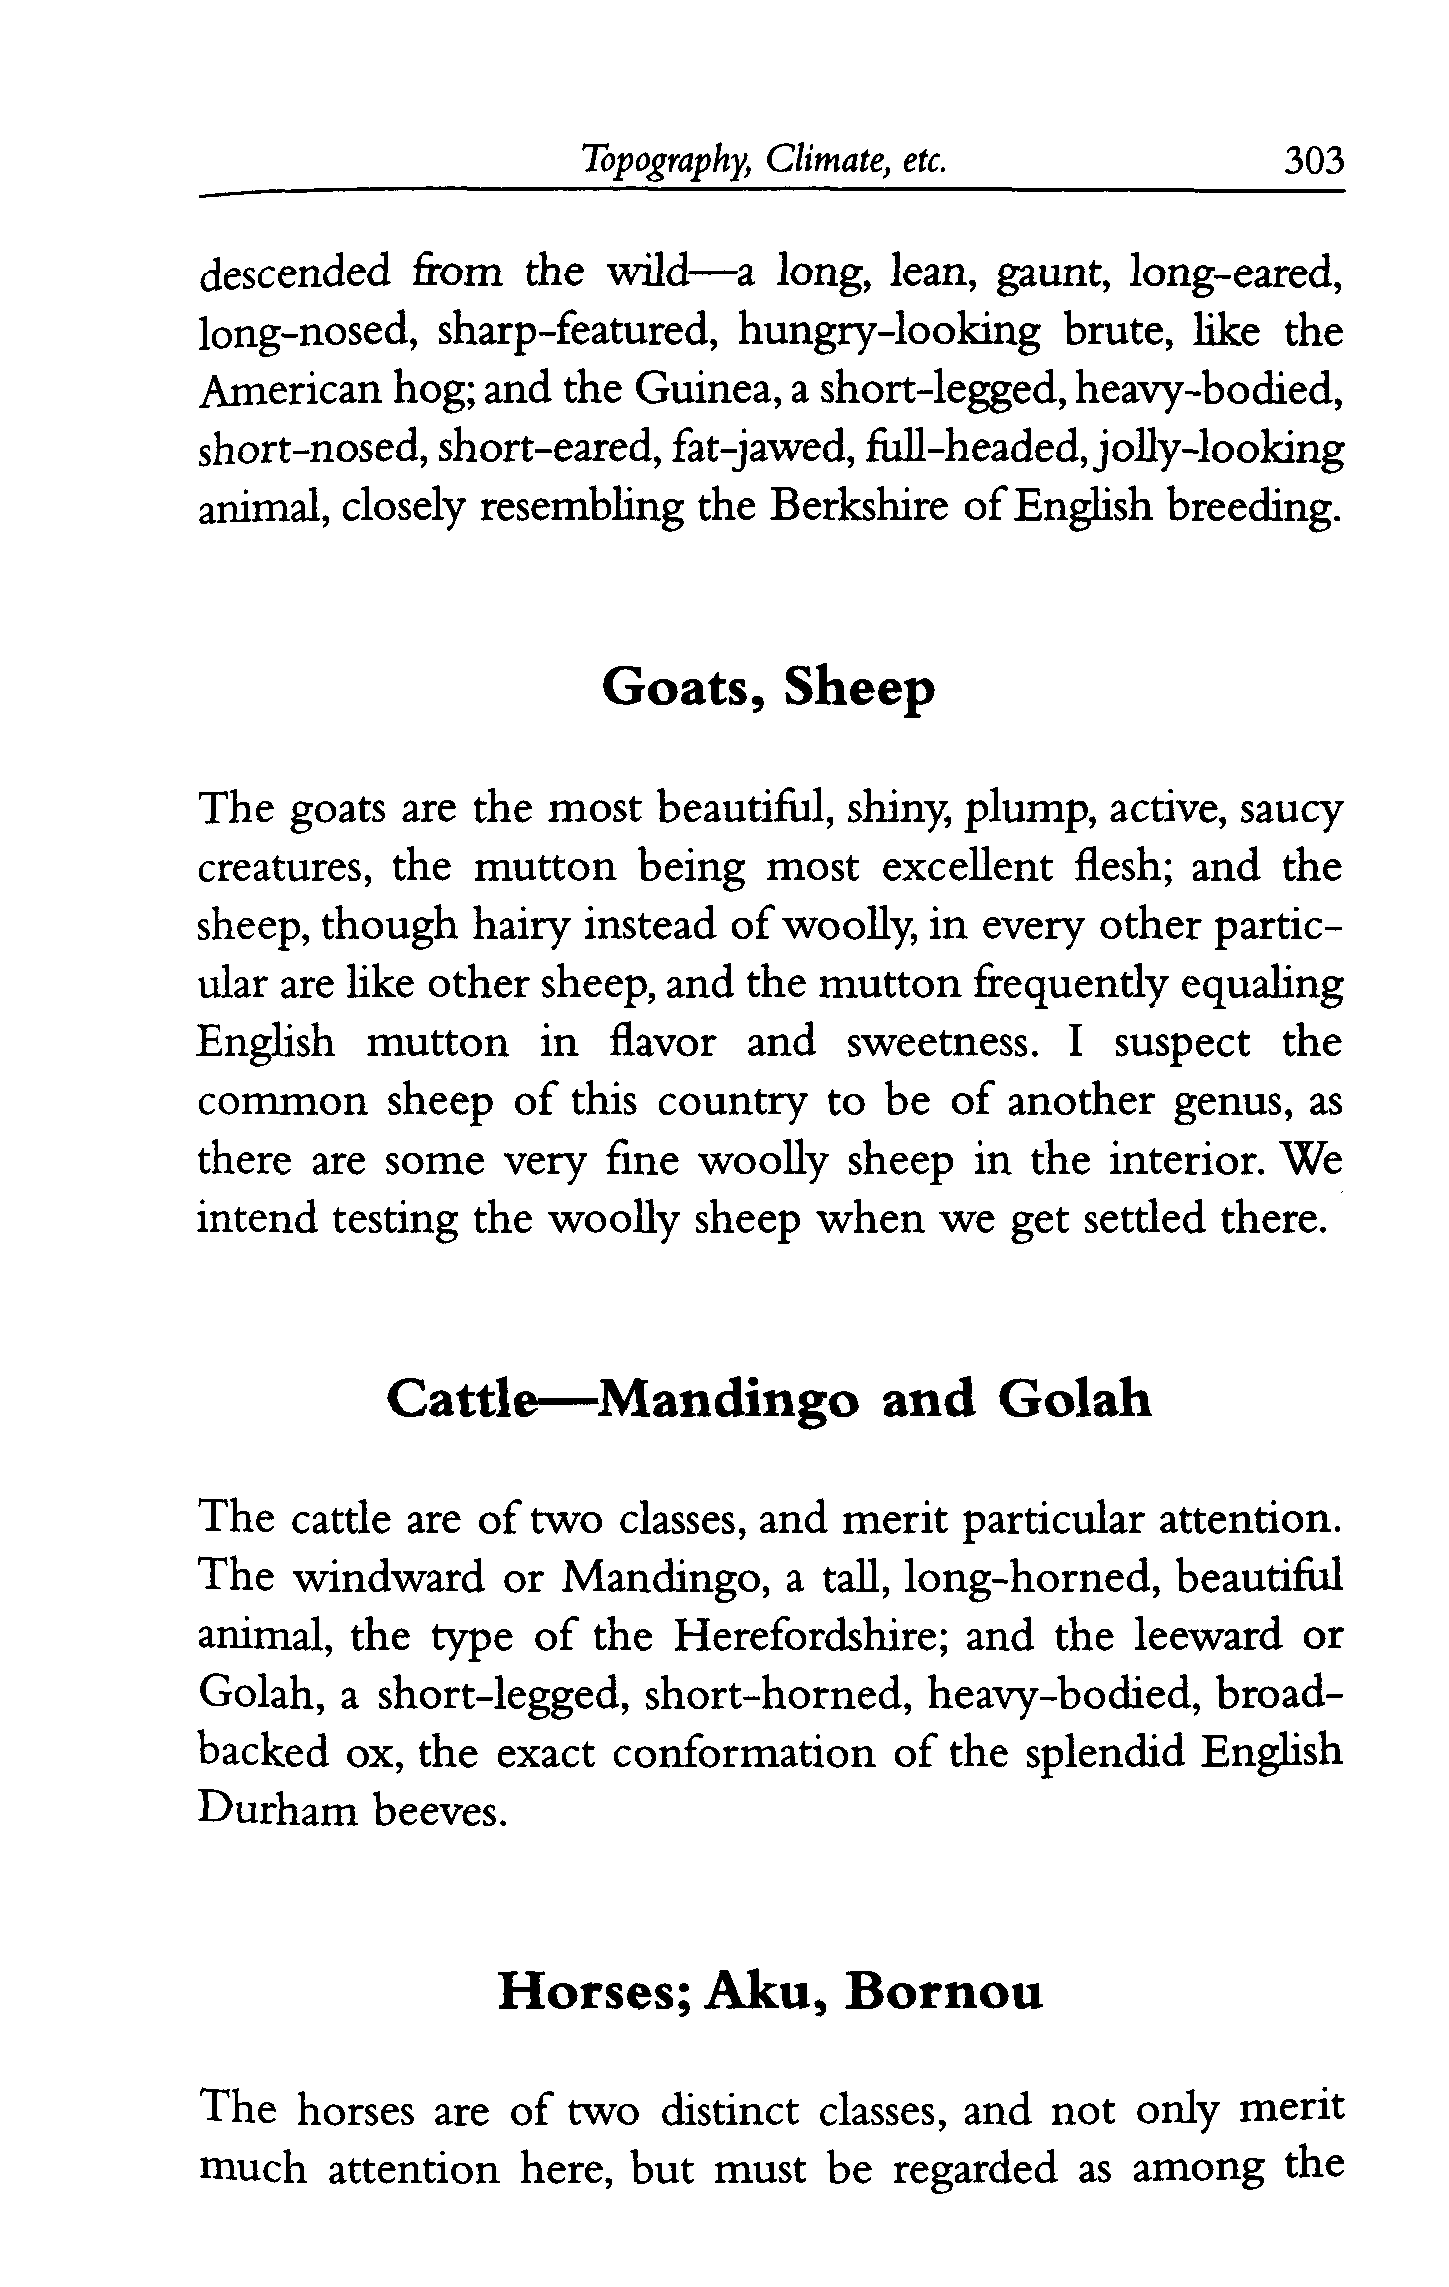 Topography, Climate, etc. 303
descended from the wild—a long, lean, gaunt, long-eared,
long-nosed, sharp-featured, hungry-looking brute, like the
American hog; and the Guinea, a short-legged, heavy-bodied,
short-nosed, short-eared, fat-jawed, full-headed, jolly-looking
animal, closely resembling the Berkshire of English breeding.
Goats, Sheep
The goats are the most beautiful, shiny, plump, active, saucy
creatures, the mutton being most excellent flesh; and the
sheep, though hairy instead of woolly, in every other partic-
ular are like other sheep, and the mutton frequently equaling
English mutton in flavor and sweetness. I suspect the
common sheep of this country to be of another genus, as
there are some very fine woolly sheep in the interior. We
intend testing the woolly sheep when we get settled there.
Cattle—Mandingo and Golah
The cattle are of two classes, and merit particular attention.
The windward or Mandingo, a tall, long-horned, beautiful
animal, the type of the Herefordshire; and the leeward or
Golah, a short-legged, short-horned, heavy-bodied, broad-
backed ox, the exact conformation of the splendid English
Durham beeves.
Horses; Aku, Bornou
The horses are of two distinct classes, and not only merit
much attention here, but must be regarded as among the